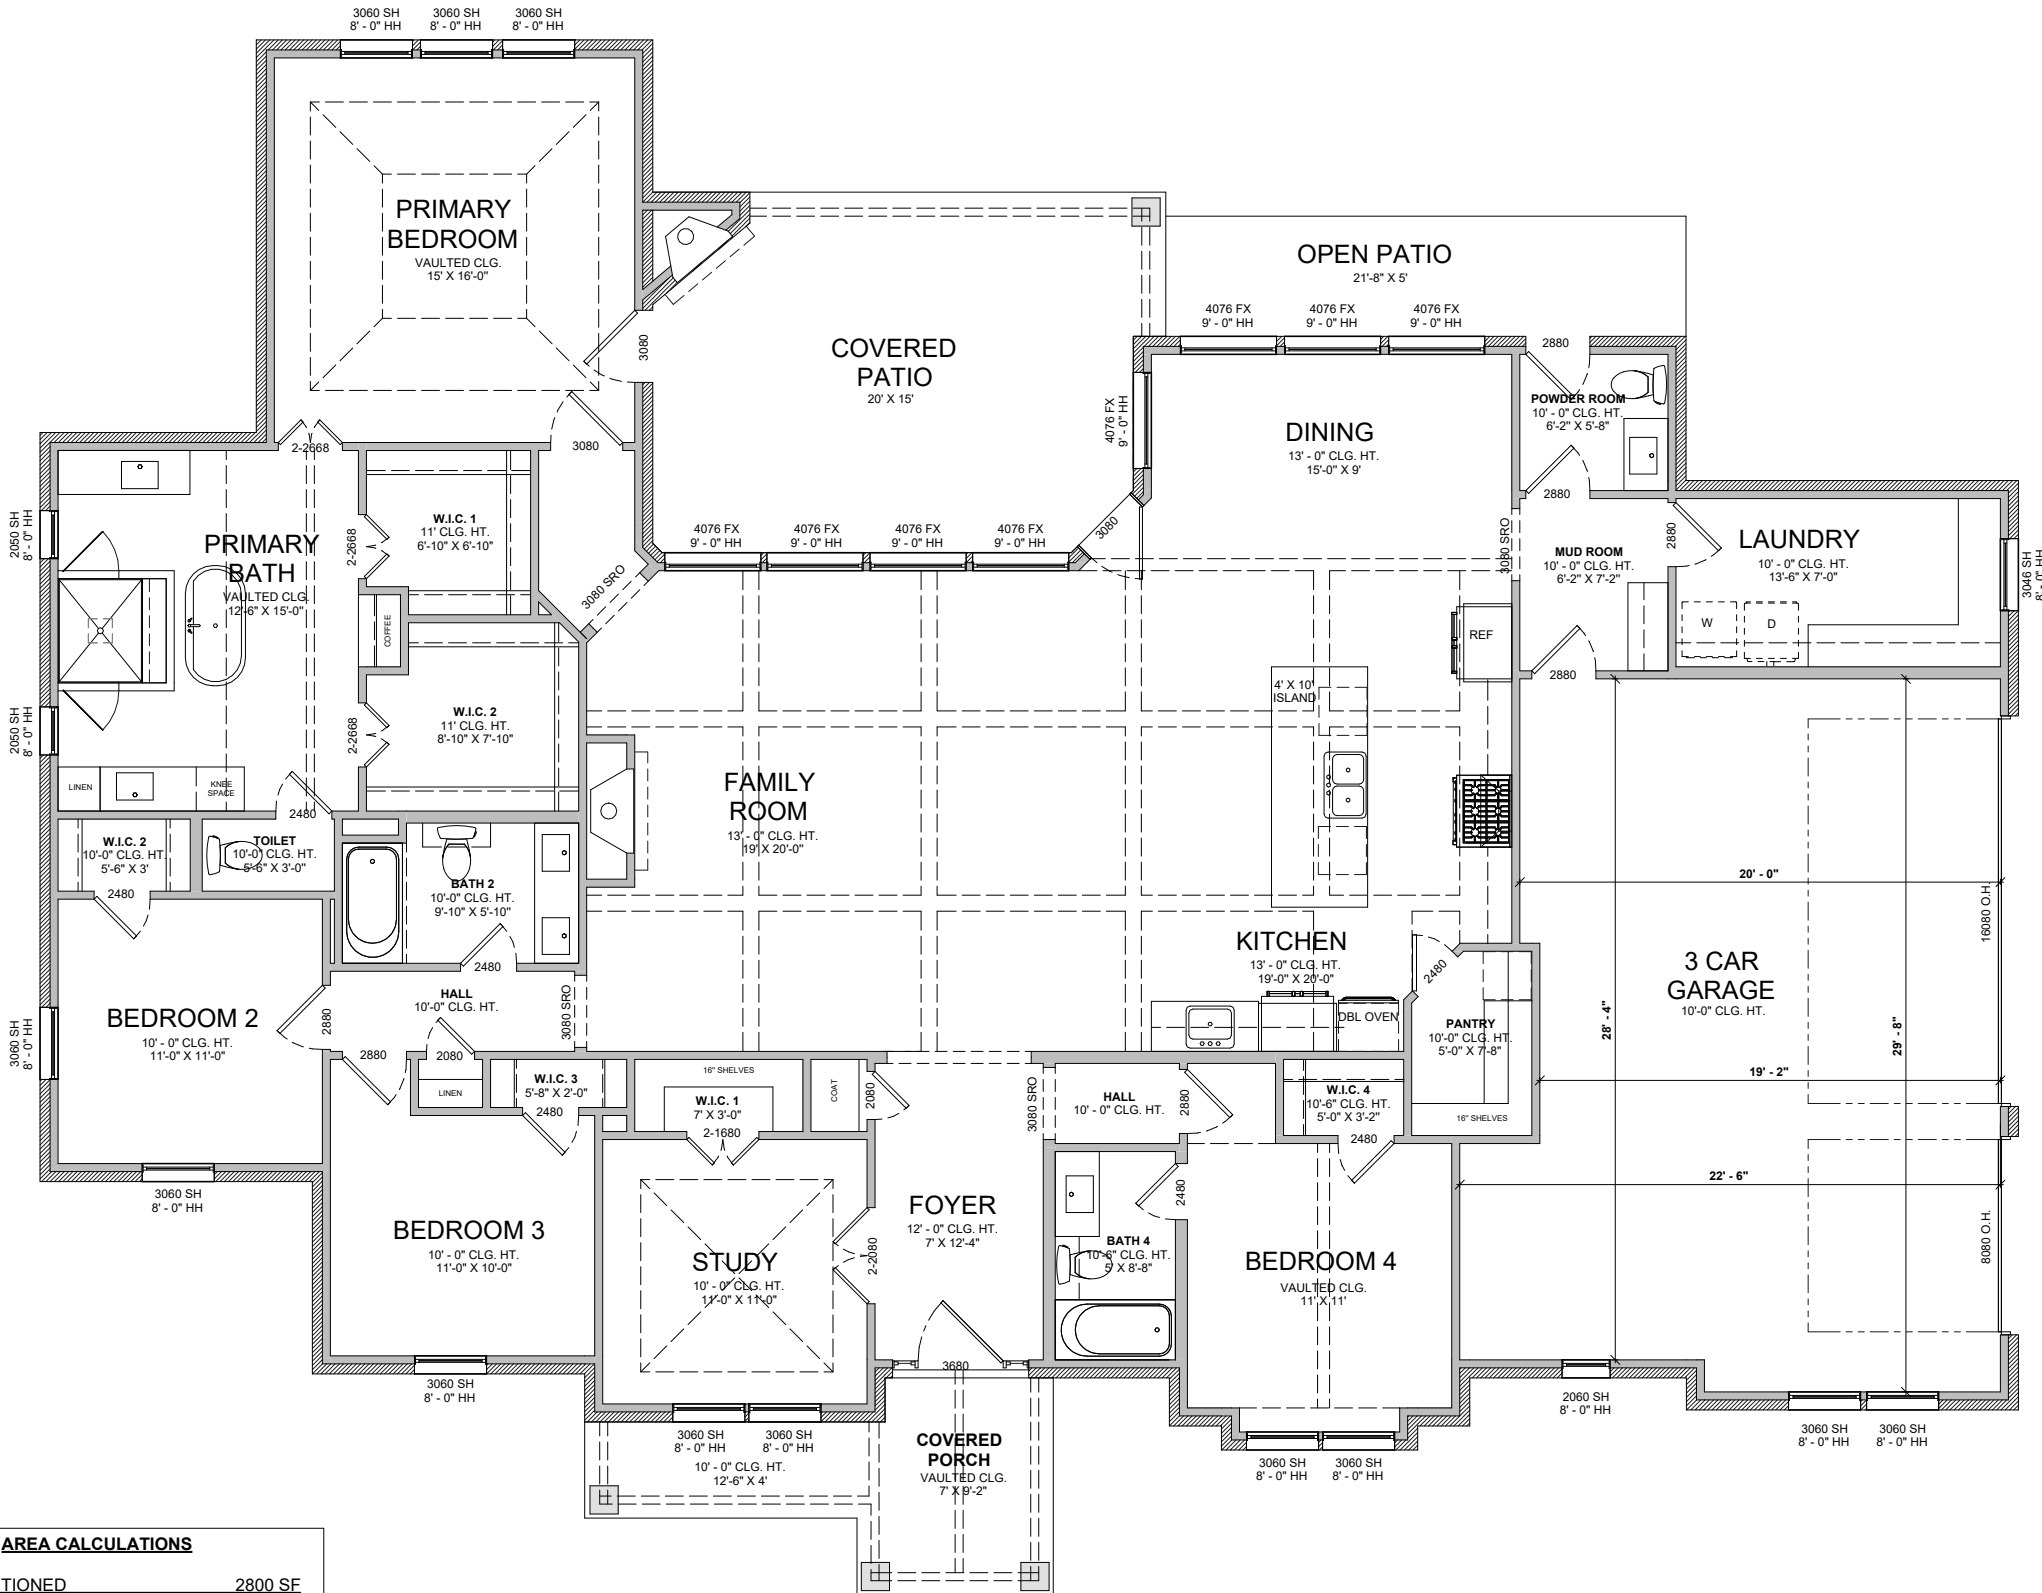 3060 SH
8' - 0" HH
3060 SH
8' - 0" HH
3060 SH
8' - 0" HH
PRIMARY
BEDROOM
VAULTED CLG.
15' X 16'-0"
3080
3080
2-2668
COVERED
PATIO
20' X 15'
OPEN PATIO
21'-8" X 5'
4076 FX
9' - 0" HH
4076 FX
9' - 0" HH
4076 FX
9' - 0" HH
4076 FX
9' - 0" HH
2880
POWDER ROOM
10' - 0" CLG. HT.
6'-2" X 5'-8"
DINING
13' - 0" CLG. HT.
15'-0" X 9'
2880
2050 SH
8' - 0" HH
PRIMARY
BATH
VAULTED CLG.
12'-6" X 15'-0"
2-2668
W.I.C. 1
11' CLG. HT.
6'-10" X 6'-10"
4076 FX
9' - 0" HH
4076 FX
9' - 0" HH
4076 FX
9' - 0" HH
4076 FX
9' - 0" HH
3080
3080 SRO
3080 SRO
MUD ROOM
10' - 0" CLG. HT.
6'-2" X 7'-2"
2880
LAUNDRY
10' - 0" CLG. HT.
13'-6" X 7'-0"
3046 SH
8' - 0" HH
W
D
2880
COFFEE
REF
4' X 10'
ISLAND
2050 SH
8' - 0" HH
W.I.C. 2
11' CLG. HT.
8'-10" X 7'-10"
2-2668
LINEN
KNEE
SPACE
2480
FAMILY
ROOM
13' - 0" CLG. HT.
19' X 20'-0"
W.I.C. 2
10'-0" CLG. HT.
5'-6" X 3'
2480
TOILET
10'-0" CLG. HT.
5'-6" X 3'-0"
BATH 2
10'-0" CLG. HT.
9'-10" X 5'-10"
2480
20' - 0"
16080 O.H.
KITCHEN
13' - 0" CLG. HT.
19'-0" X 20'-0"
2480
DBL OVEN
PANTRY
10'-0" CLG. HT.
5'-0" X 7'-8"
16" SHELVES
3 CAR
GARAGE
10'-0" CLG. HT.
28' - 4"
29' - 8"
19' - 2"
22' - 6"
8080 O.H.
3060 SH
8' - 0" HH
BEDROOM 2
10' - 0" CLG. HT.
11'-0" X 11'-0"
2880
HALL
10'-0" CLG. HT.
3080 SRO
2880
2080
LINEN
W.I.C. 3
5'-8" X 2'-0"
2480
16" SHELVES
W.I.C. 1
7' X 3'-0"
2-1680
COAT
2080
3080 SRO
HALL
10' - 0" CLG. HT.
2880
W.I.C. 4
10'-6" CLG. HT.
5'-0" X 3'-2"
2480
3060 SH
8' - 0" HH
BEDROOM 3
10' - 0" CLG. HT.
11'-0" X 10'-0"
STUDY
10' - 0" CLG. HT.
11'-0" X 11'-0"
2-2080
FOYER
12' - 0" CLG. HT.
7' X 12'-4"
3680
2480
BATH 4
10'-6" CLG. HT.
5' X 8'-8"
BEDROOM 4
VAULTED CLG.
11' X 11'
3060 SH
8' - 0" HH
3060 SH
8' - 0" HH
3060 SH
8' - 0" HH
10' - 0" CLG. HT.
12'-6" X 4'
COVERED
PORCH
VAULTED CLG.
7' X 9'-2"
3060 SH
8' - 0" HH
3060 SH
8' - 0" HH
2060 SH
8' - 0" HH
3060 SH
8' - 0" HH
3060 SH
8' - 0" HH
AREA CALCULATIONS
TIONED 2800 SF